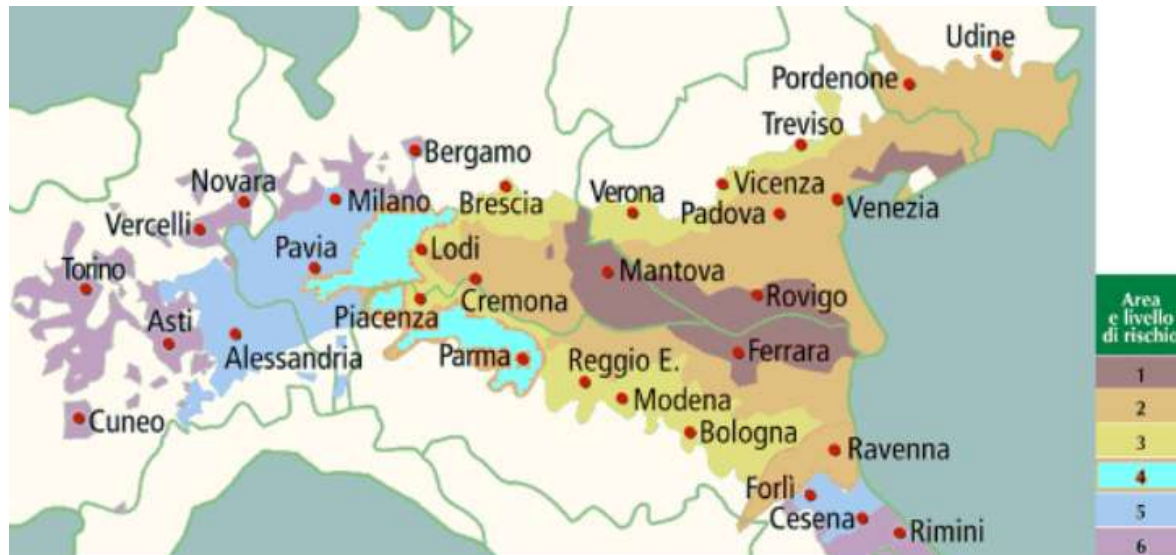 Udine
Pordenone
Treviso
Bergamo
Novara
Milano
Brescia
Verona
Vicenza
Padova
Venezia
Vercelli
Pavia
Lodi
Torino
Mantova
Cremona
Rovigo
Piacenza
Asti
Alessandria
Parma
Reggio E.
Ferrara
Cuneo
Modena
Bologna
Ravenna
Forlì
Cesena
Rimini
Area
e livello
di rischio
1
2
3
4
5
6